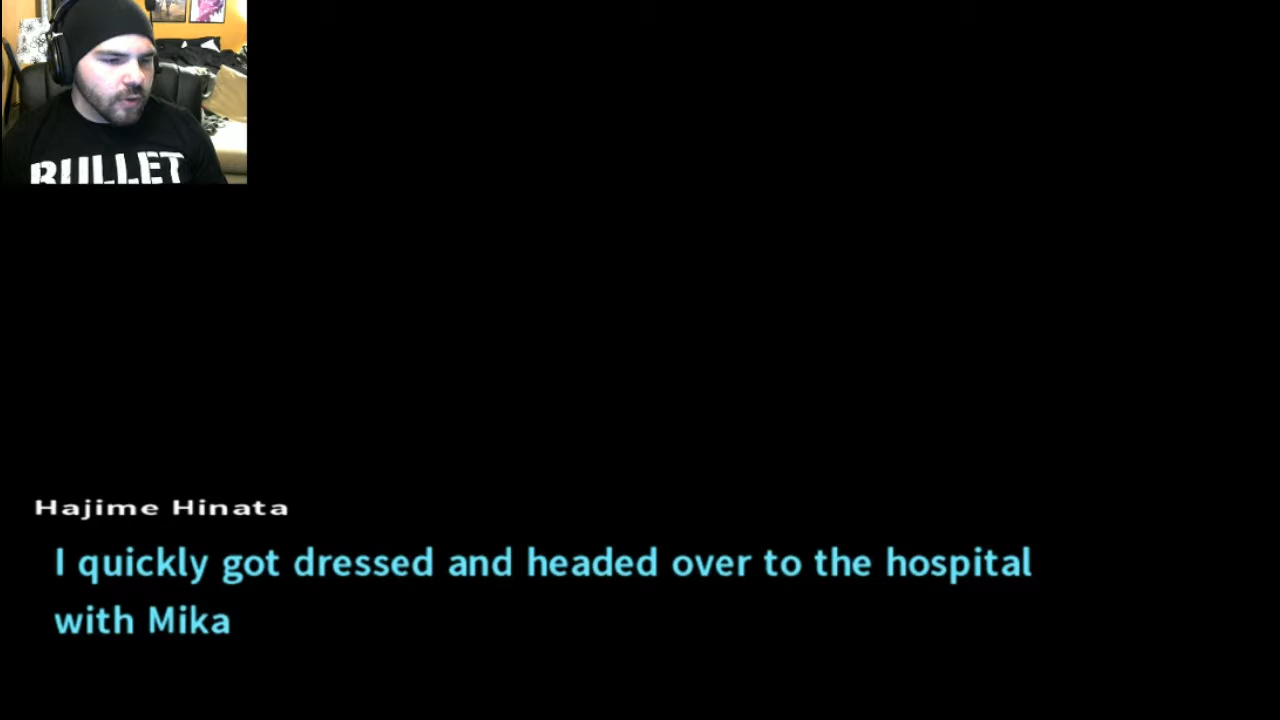 BULLET
Hajime Hinata
I quickly got dressed and headed over to the hospital
with Mika